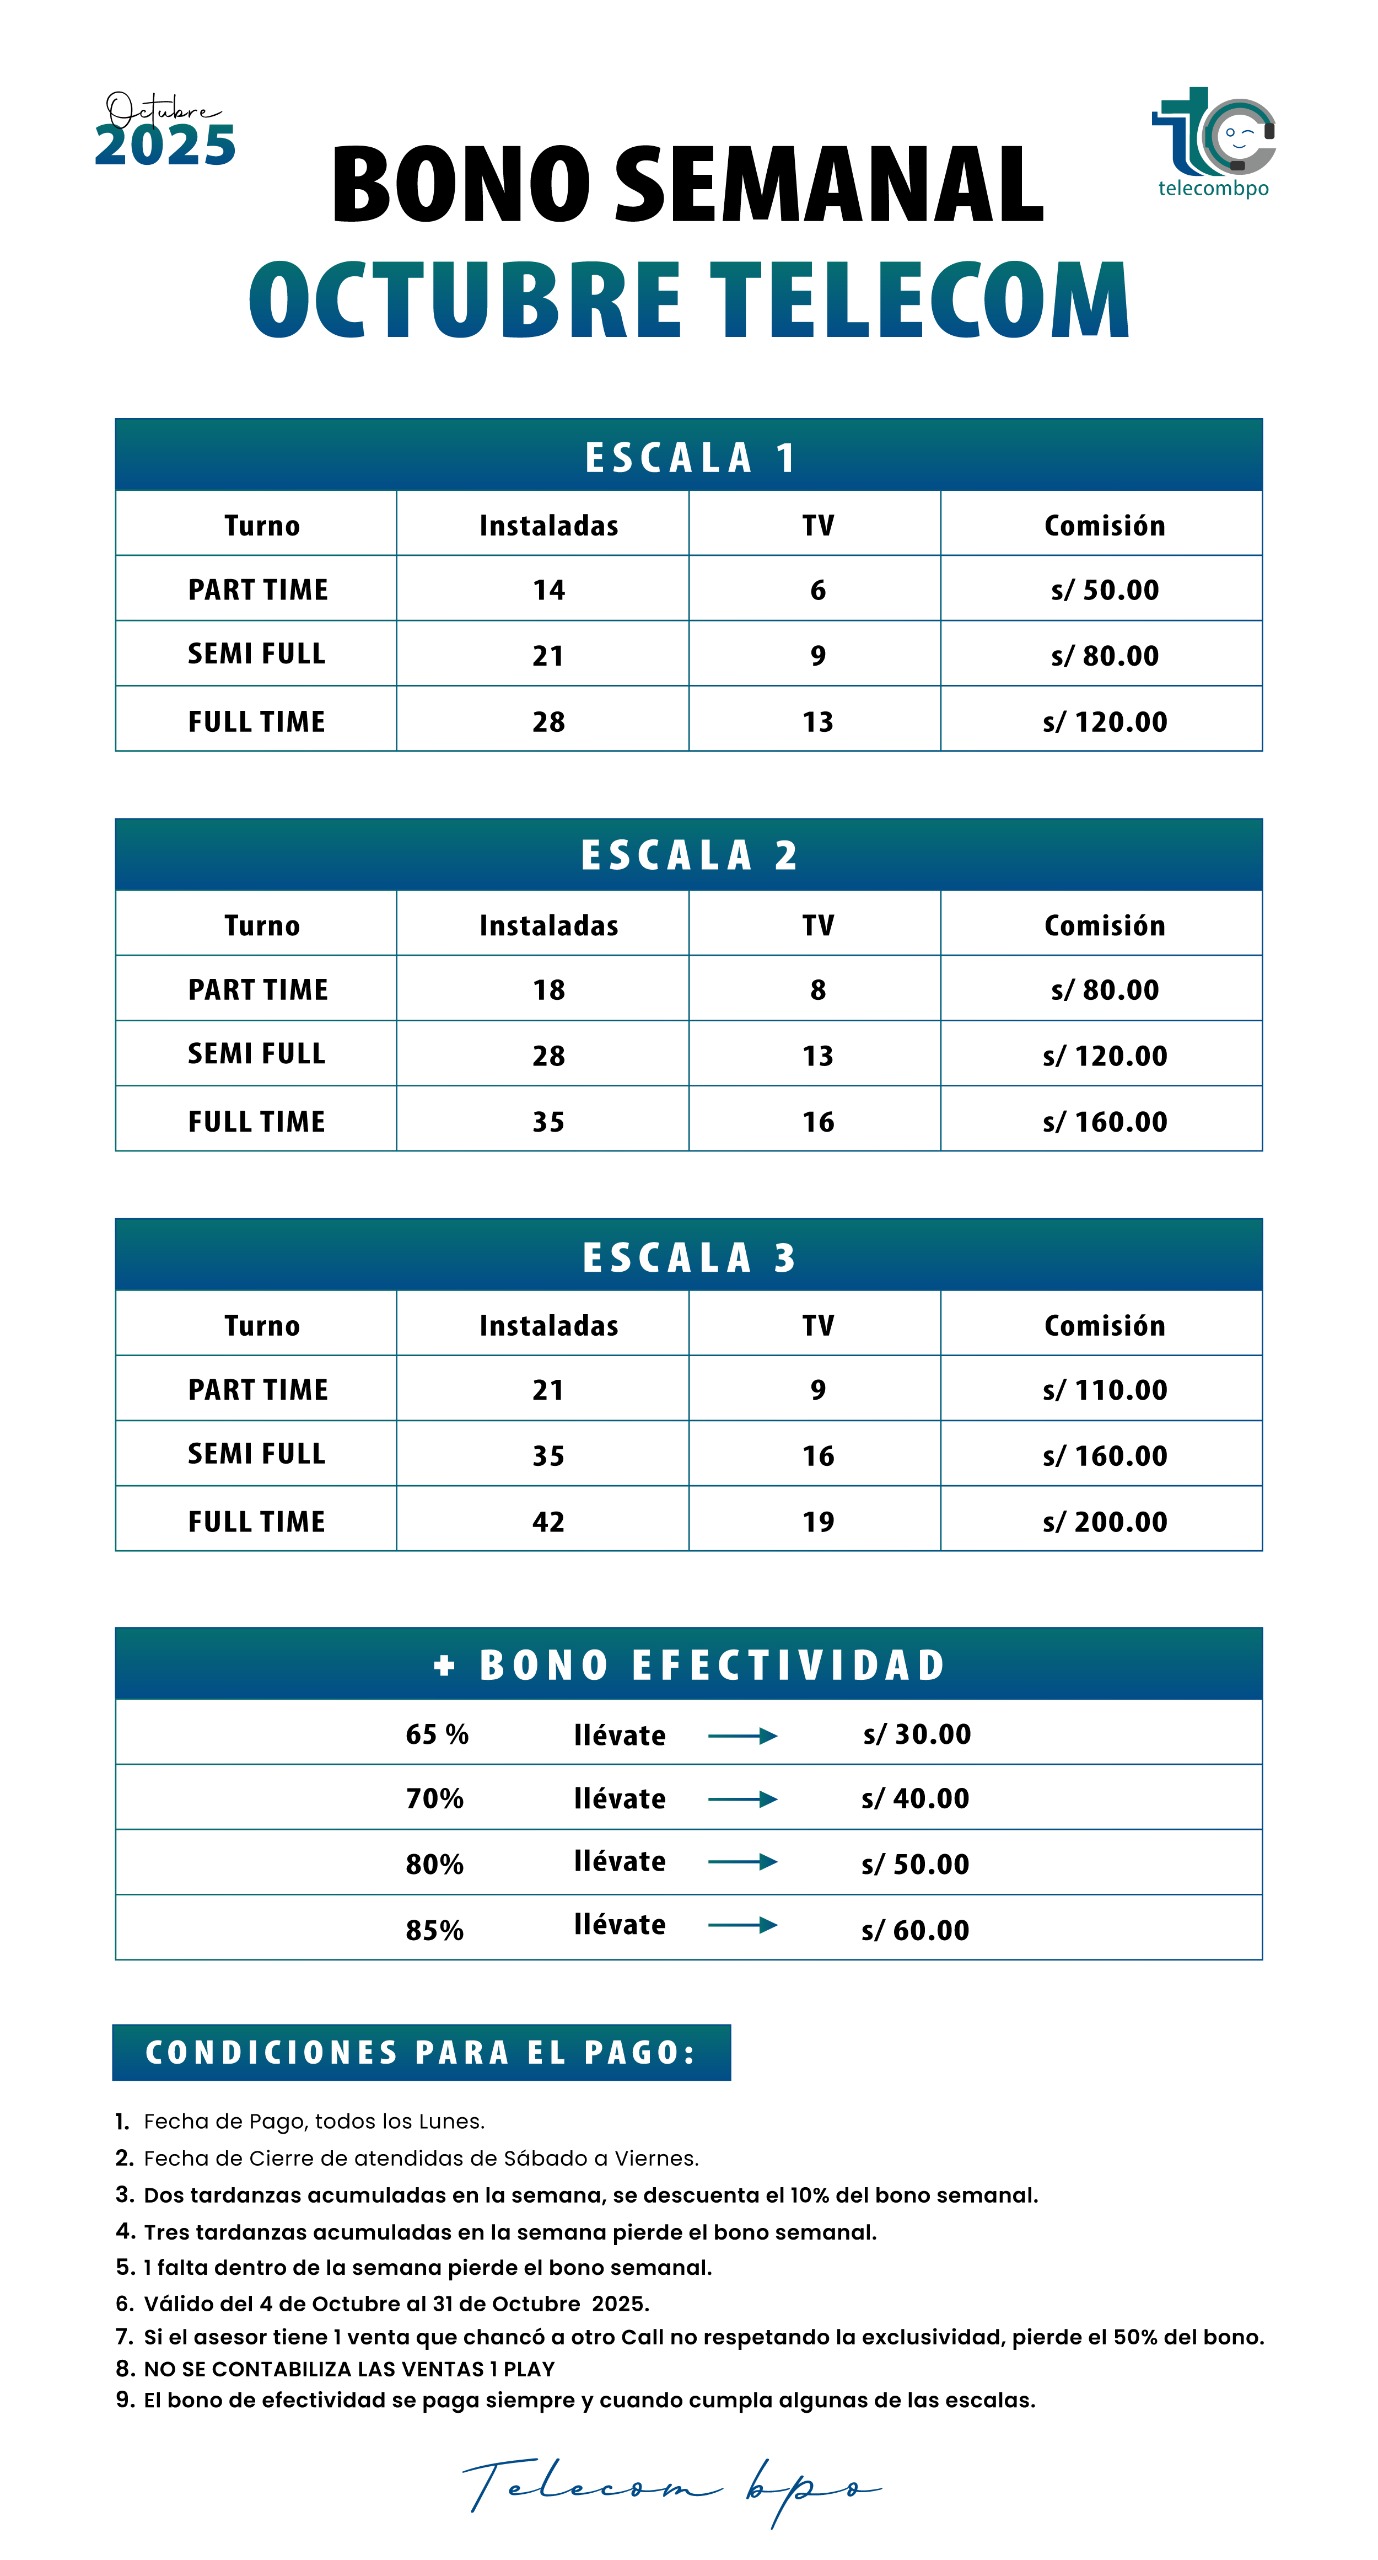 Octubre
2025
telecombpo
BONO SEMANAL
OCTUBRE TELECOM
ESCALA 1
Turno Instaladas TV Comisión
PART TIME 14 6 s/ 50.00
SEMI FULL 21 9 s/ 80.00
FULL TIME 28 13 s/ 120.00
ESCALA 2
Turno Instaladas TV Comisión
PART TIME 18 8 s/ 80.00
SEMI FULL 28 13 s/ 120.00
FULL TIME 35 16 s/ 160.00
ESCALA 3
Turno Instaladas TV Comisión
PART TIME 21 9 s/ 110.00
SEMI FULL 35 16 s/ 160.00
FULL TIME 42 19 s/ 200.00
+ BONO EFECTIVIDAD
65 % llévate s/ 30.00
70% llévate s/ 40.00
80% llévate s/ 50.00
85% llévate s/ 60.00
CONDICIONES PARA EL PAGO:
1. Fecha de Pago, todos los Lunes.
2. Fecha de Cierre de atendidas de Sábado a Viernes.
3. Dos tardanzas acumuladas en la semana, se descuenta el 10% del bono semanal.
4. Tres tardanzas acumuladas en la semana pierde el bono semanal.
5. 1 falta dentro de la semana pierde el bono semanal.
6. Válido del 4 de Octubre al 31 de Octubre 2025.
7. Si el asesor tiene 1 venta que chancó a otro Call no respetando la exclusividad, pierde el 50% del bono.
8. NO SE CONTABILIZA LAS VENTAS 1 PLAY
9. El bono de efectividad se paga siempre y cuando cumpla algunas de las escalas.
Telecom bpo